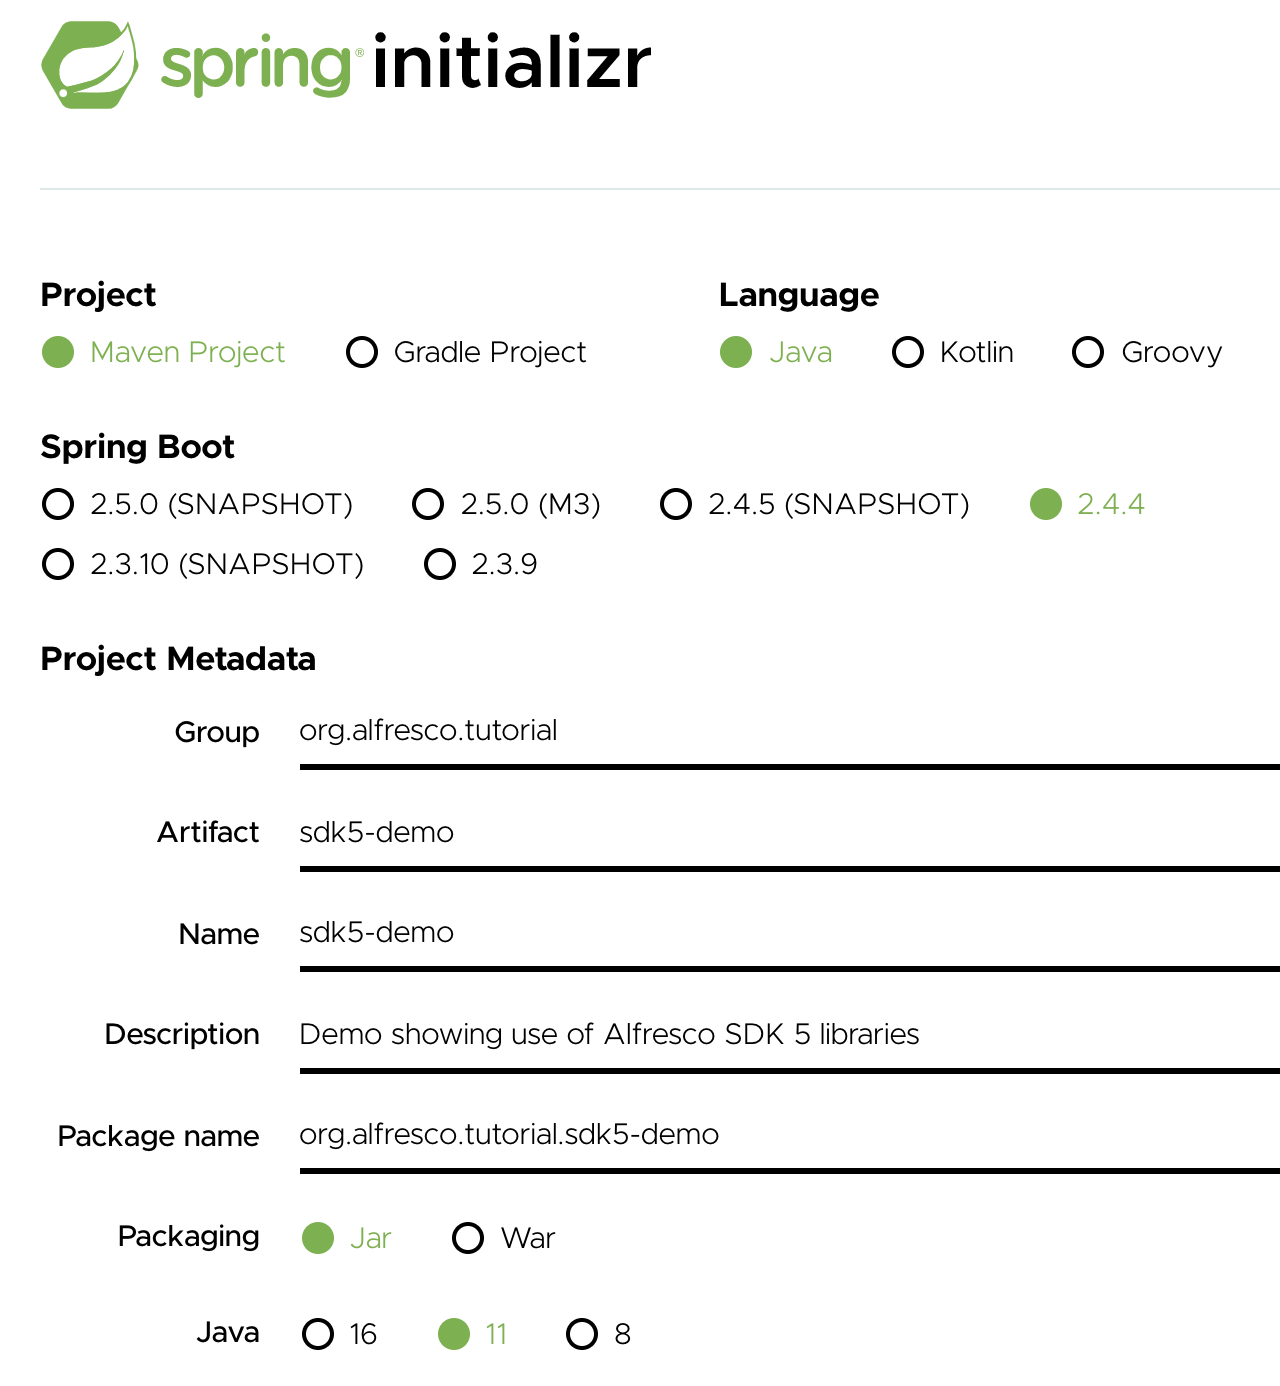 spring® initializr
Project
Maven Project Gradle Project
Language
Java Kotlin Groovy
Spring Boot
2.5.0 (SNAPSHOT) 2.5.0 (M3) 2.4.5 (SNAPSHOT) 2.4.4
2.3.10 (SNAPSHOT) 2.3.9
Project Metadata
Group org.alfresco.tutorial
Artifact sdk5-demo
Name sdk5-demo
Description Demo showing use of Alfresco SDK 5 libraries
Package name org.alfresco.tutorial.sdk5-demo
Packaging Jar War
Java 16 11 8